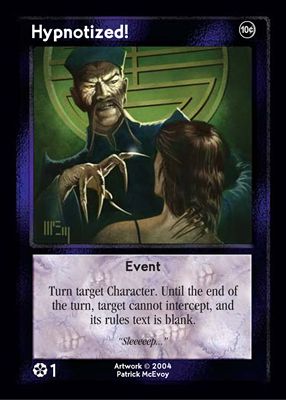 Hypnotized!
10¢
Event
Turn target Character. Until the end of
the turn, target cannot intercept, and
its rules text is blank.
"Sleeeeep..."
1
Artwork © 2004
Patrick McEvoy